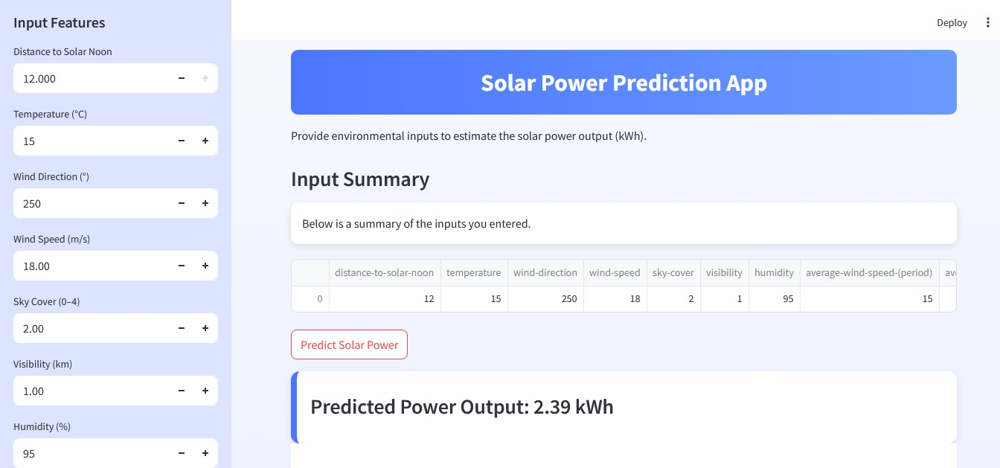 Input Features
Distance to Solar Noon
12.000
Temperature (°C)
15
Wind Direction (°)
250
Wind Speed (m/s)
18.00
Sky Cover (0–4)
2.00
Visibility (km)
1.00
Humidity (%)
95
Deploy
Solar Power Prediction App
Provide environmental inputs to estimate the solar power output (kWh).
Input Summary
Below is a summary of the inputs you entered.
distance-to-solar-noon temperature wind-direction wind-speed sky-cover visibility humidity average-wind-speed-(period)
0 12 15 250 18 2 1 95 15
Predict Solar Power
Predicted Power Output: 2.39 kWh